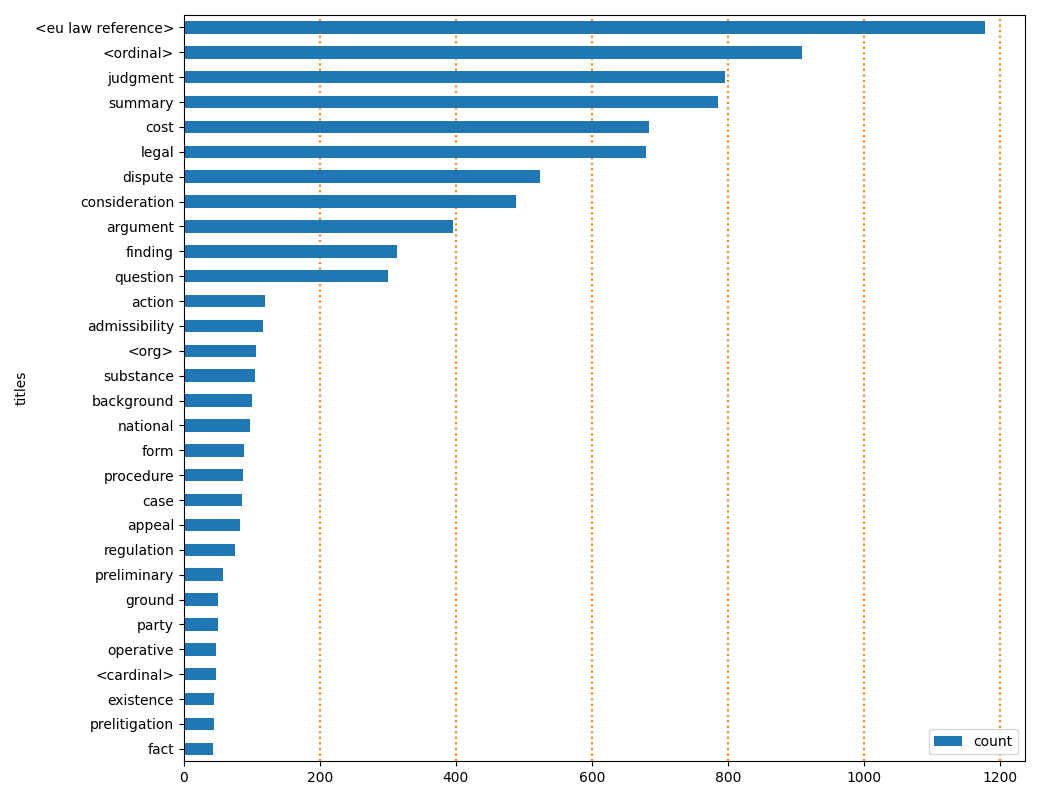 <eu law reference>
<ordinal>
judgment
summary
cost
legal
dispute
consideration
argument
finding
question
action
admissibility
<org>
substance
background
national
form
procedure
case
appeal
regulation
preliminary
ground
party
operative
<cardinal>
existence
prelitigation
fact
titles
count
0 200 400 600 800 1000 1200